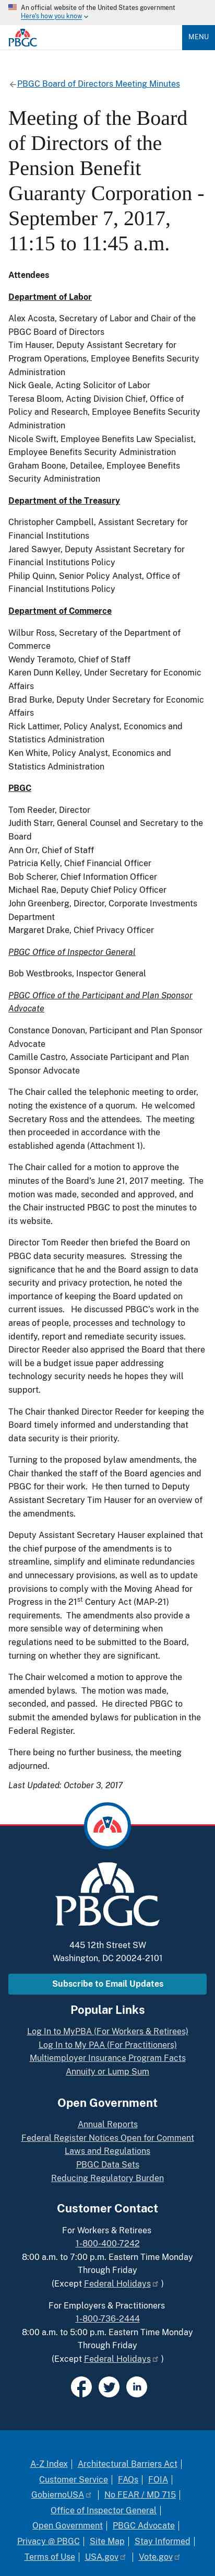 An official website of the United States government
Here's how you know
PBGC
MENU
PBGC Board of Directors Meeting Minutes
Meeting of the Board
of Directors of the
Pension Benefit
Guaranty Corporation -
September 7, 2017,
11:15 to 11:45 a.m.
Attendees
Department of Labor
Alex Acosta, Secretary of Labor and Chair of the
PBGC Board of Directors
Tim Hauser, Deputy Assistant Secretary for
Program Operations, Employee Benefits Security
Administration
Nick Geale, Acting Solicitor of Labor
Teresa Bloom, Acting Division Chief, Office of
Policy and Research, Employee Benefits Security
Administration
Nicole Swift, Employee Benefits Law Specialist,
Employee Benefits Security Administration
Graham Boone, Detailee, Employee Benefits
Security Administration
Department of the Treasury
Christopher Campbell, Assistant Secretary for
Financial Institutions
Jared Sawyer, Deputy Assistant Secretary for
Financial Institutions Policy
Philip Quinn, Senior Policy Analyst, Office of
Financial Institutions Policy
Department of Commerce
Wilbur Ross, Secretary of the Department of
Commerce
Wendy Teramoto, Chief of Staff
Karen Dunn Kelley, Under Secretary for Economic
Affairs
Brad Burke, Deputy Under Secretary for Economic
Affairs
Rick Lattimer, Policy Analyst, Economics and
Statistics Administration
Ken White, Policy Analyst, Economics and
Statistics Administration
PBGC
Tom Reeder, Director
Judith Starr, General Counsel and Secretary to the
Board
Ann Orr, Chief of Staff
Patricia Kelly, Chief Financial Officer
Bob Scherer, Chief Information Officer
Michael Rae, Deputy Chief Policy Officer
John Greenberg, Director, Corporate Investments
Department
Margaret Drake, Chief Privacy Officer
PBGC Office of Inspector General
Bob Westbrooks, Inspector General
PBGC Office of the Participant and Plan Sponsor
Advocate
Constance Donovan, Participant and Plan Sponsor
Advocate
Camille Castro, Associate Participant and Plan
Sponsor Advocate
The Chair called the telephonic meeting to order,
noting the existence of a quorum.  He welcomed
Secretary Ross and the attendees.  The meeting
then proceeded in accordance with the
established agenda (Attachment 1).
The Chair called for a motion to approve the
minutes of the Board's June 21, 2017 meeting.  The
motion was made, seconded and approved, and
the Chair instructed PBGC to post the minutes to
its website.
Director Tom Reeder then briefed the Board on
PBGC data security measures.  Stressing the
significance that he and the Board assign to data
security and privacy protection, he highlighted the
importance of having in place multiple levels of
controls.  He discussed PBGC's work in the areas
of people, processes and technologies to
identify, report and remediate security incidents.
Director Reeder will continue to keep the Board
apprised of progress in strengthening data
security.
The Chair thanked Director Reeder for keeping the
Board timely informed and understanding that
data security is their priority.
Turning to the proposed bylaw amendments, the
Chair thanked the staff of the Board agencies and
PBGC for their work.  He then turned to Deputy
Assistant Secretary Tim Hauser for an overview of
the amendments.
Deputy Assistant Secretary Hauser explained that
the chief purpose of the amendments is to
streamline, simplify and eliminate redundancies
and unnecessary provisions, as well as to update
provisions to comply with the Moving Ahead for
Progress in the 21st Century Act (MAP-21)
requirements.  The amendments also provide a
more efficient way of determining when
regulations need to be submitted to the Board,
turning on whether they are significant.
The Chair welcomed a motion to approve the
amended bylaws.  The motion was made,
seconded, and passed.  He directed PBGC to
submit the amended bylaws for publication in the
Federal Register.
There being no further business, the meeting
adjourned.
Last Updated: October 3, 2017
PBGC
445 12th Street SW
Washington, DC 20024-2101
Subscribe to Email Updates
Popular Links
Log In to MyPBA (For Workers & Retirees)
Log In to My PAA (For Practitioners)
Multiemployer Insurance Program Facts
Annuity or Lump Sum
Open Government
Annual Reports
Federal Register Notices Open for Comment
Laws and Regulations
PBGC Data Sets
Reducing Regulatory Burden
Customer Contact
For Workers & Retirees
1-800-400-7242
8:00 a.m. to 7:00 p.m. Eastern Time Monday
Through Friday
(Except Federal Holidays )
For Employers & Practitioners
1-800-736-2444
8:00 a.m. to 5:00 p.m. Eastern Time Monday
Through Friday
(Except Federal Holidays )
A-Z Index | Architectural Barriers Act |
Customer Service | FAQs | FOIA |
GobiernoUSA | No FEAR / MD 715 |
Office of Inspector General |
Open Government | PBGC Advocate |
Privacy @ PBGC | Site Map | Stay Informed |
Terms of Use | USA.gov | Vote.gov